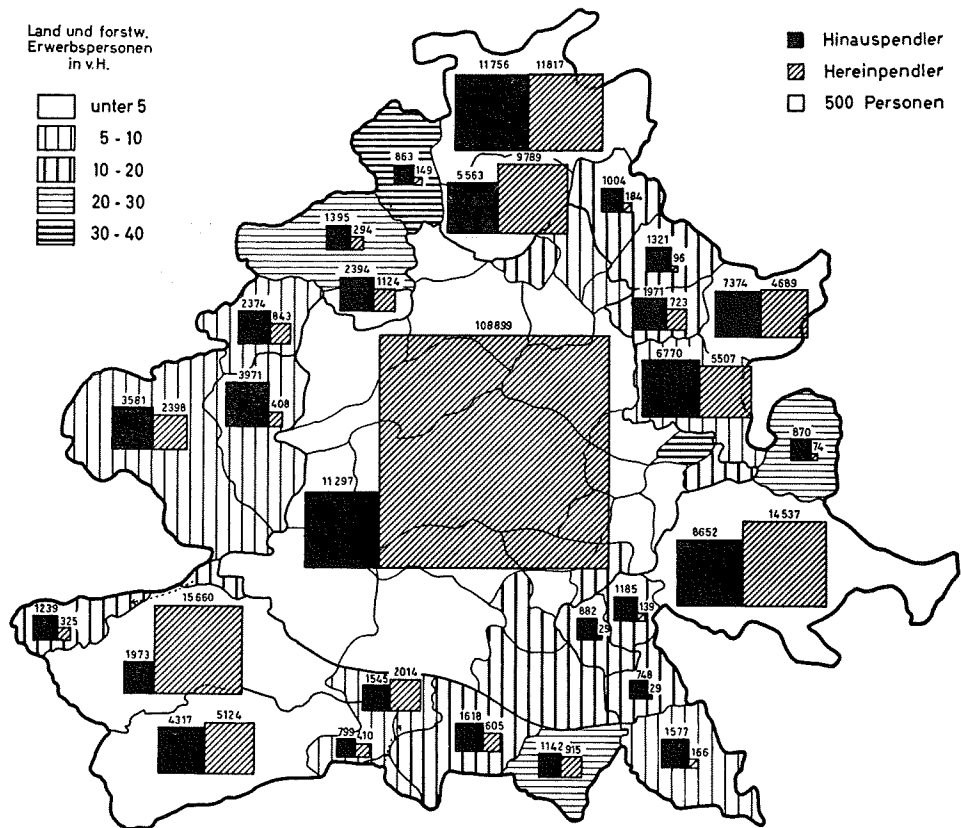 Land und forstw.
Erwerbspersonen
in v.H.
unter 5
5 - 10
10 - 20
20 - 30
30 - 40
Hinauspendler
Hereinpendler
500 Personen
11756 11817
863 149
5563 9789
1004 184
1395 294
1321 96
2394 1124
1971 723
7374 4689
2374 843
108899
6770 5507
3971 408
3581 2398
870 74
11297
8652 14537
1185 139
882 25
1239 325
15660
1973
748 29
1545 2014
4317 5124
799 410
1618 605
1142 915
1577 166